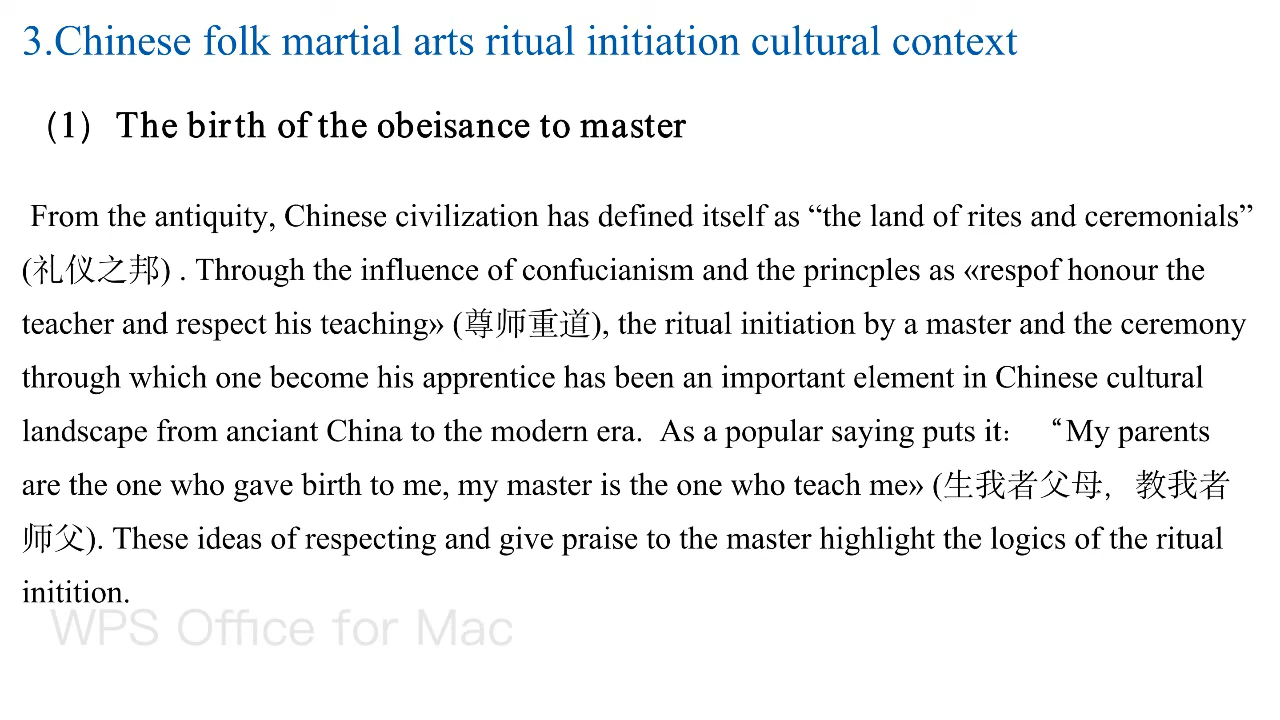 3.Chinese folk martial arts ritual initiation cultural context
(1) The birth of the obeisance to master
From the antiquity, Chinese civilization has defined itself as “the land of rites and ceremonials”
(礼仪之邦) . Through the influence of confucianism and the princples as «respof honour the
teacher and respect his teaching» (尊师重道), the ritual initiation by a master and the ceremony
through which one become his apprentice has been an important element in Chinese cultural
landscape from anciant China to the modern era.  As a popular saying puts it： “My parents
are the one who gave birth to me, my master is the one who teach me» (生我者父母，教我者
师父). These ideas of respecting and give praise to the master highlight the logics of the ritual
initition.
WPS Office for Mac